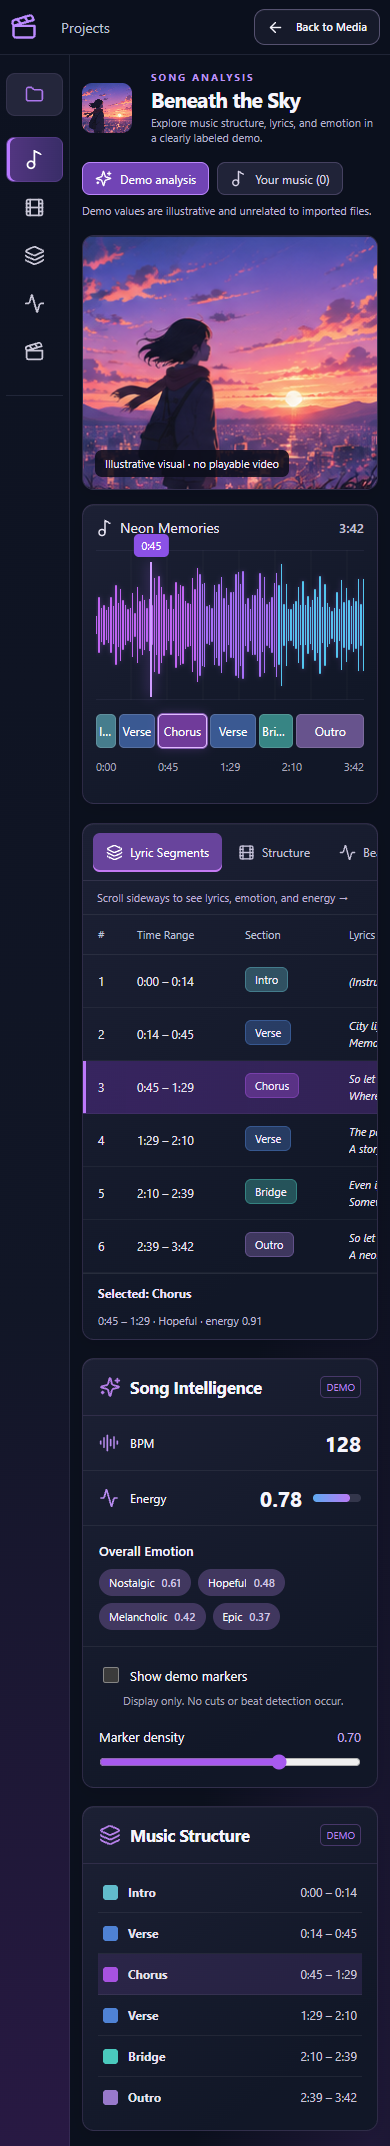 Projects
Back to Media
SONG ANALYSIS
Beneath the Sky
Explore music structure, lyrics, and emotion in
a clearly labeled demo.
Demo analysis
Your music (0)
Demo values are illustrative and unrelated to imported files.
Illustrative visual · no playable video
Neon Memories 3:42
0:45
I... Verse Chorus Verse Bri... Outro
0:00 0:45 1:29 2:10 3:42
Lyric Segments Structure
Scroll sideways to see lyrics, emotion, and energy →
# Time Range Section Lyrics
1 0:00 – 0:14 Intro
2 0:14 – 0:45 Verse City
3 0:45 – 1:29 Chorus So let
Where
4 1:29 – 2:10 Verse The
A
5 2:10 – 2:39 Bridge Even
6 2:39 – 3:42 Outro So let
A
Selected: Chorus
0:45 – 1:29 · Hopeful · energy 0.91
Song Intelligence DEMO
BPM 128
Energy 0.78
Overall Emotion
Nostalgic 0.61 Hopeful 0.48
Melancholic 0.42 Epic 0.37
Show demo markers
Display only. No cuts or beat detection occur.
Marker density 0.70
Music Structure DEMO
Intro 0:00 – 0:14
Verse 0:14 – 0:45
Chorus 0:45 – 1:29
Verse 1:29 – 2:10
Bridge 2:10 – 2:39
Outro 2:39 – 3:42